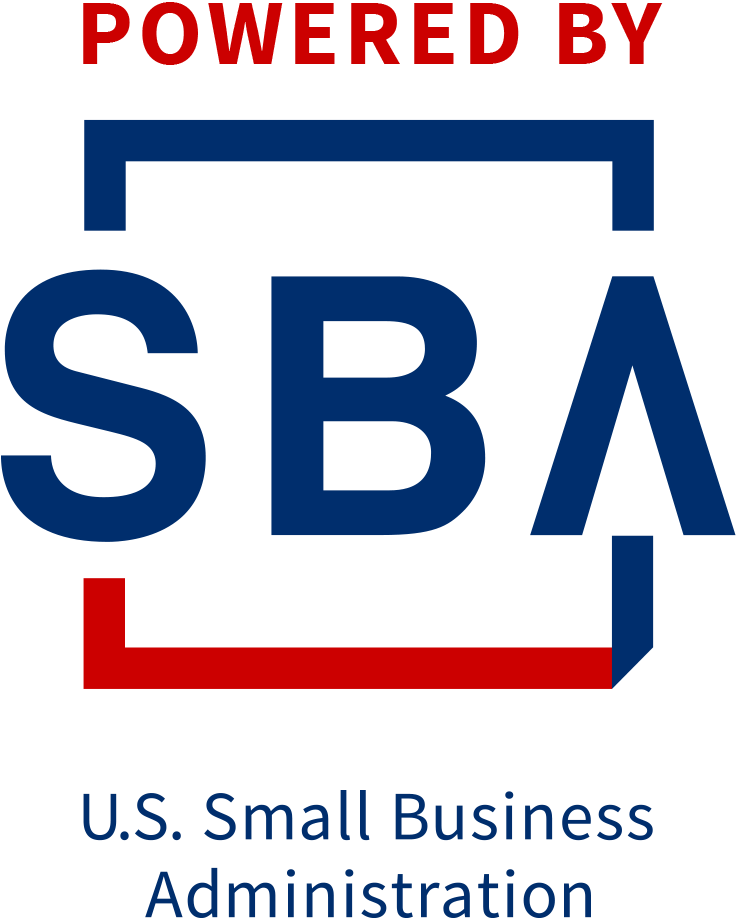 POWERED BY
SBA
U.S. Small Business
Administration